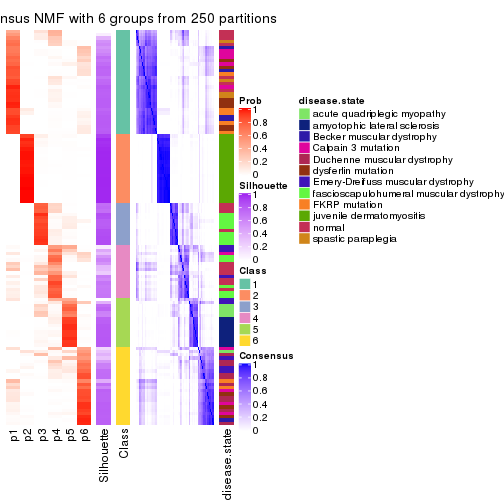 nsus NMF with 6 groups from 250 partitions
p1
p2
p3
p4
p5
p6
Silhouette
Class
disease.state
Prob
1
0.8
0.6
0.4
0.2
0
Silhouette
1
0.8
0.6
0.4
0.2
0
Class
1
2
3
4
5
6
Consensus
1
0.8
0.6
0.4
0.2
0
disease.state
acute quadriplegic myopathy
amyotophic lateral sclerosis
Becker muscular dystrophy
Calpain 3 mutation
Duchenne muscular dystrophy
dysferlin mutation
Emery-Dreifuss muscular dystrophy
fascioscapulohumeral muscular dystrophy
FKRP mutation
juvenile dermatomyositis
normal
spastic paraplegia